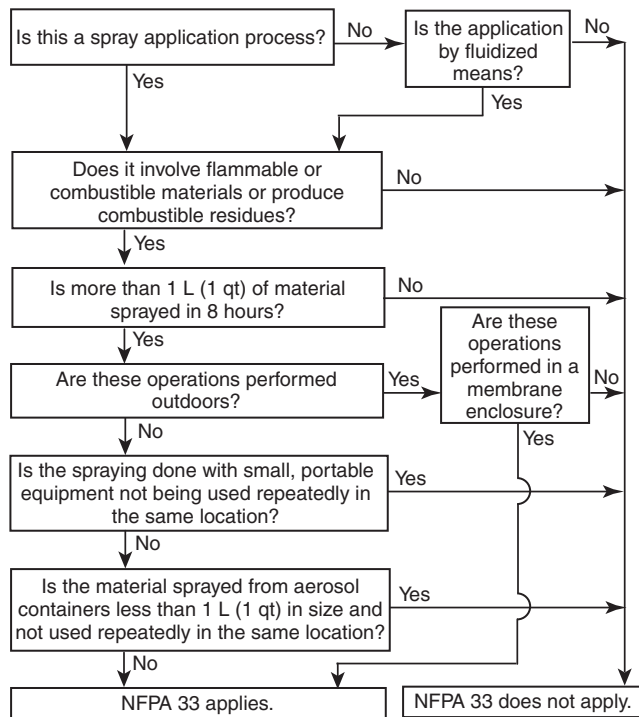 Is this a spray application process?
No
Is the application
by fluidized
means?
No
Yes
Yes
Does it involve flammable or
combustible materials or produce
combustible residues?
No
Yes
Is more than 1 L (1 qt) of material
sprayed in 8 hours?
No
Yes
Are these
operations
performed in a
membrane
enclosure?
No
Yes
Are these operations performed
outdoors?
Yes
No
Is the spraying done with small, portable
equipment not being used repeatedly in
the same location?
Yes
No
Is the material sprayed from aerosol
containers less than 1 L (1 qt) in size and
not used repeatedly in the same location?
Yes
No
NFPA 33 applies.
NFPA 33 does not apply.